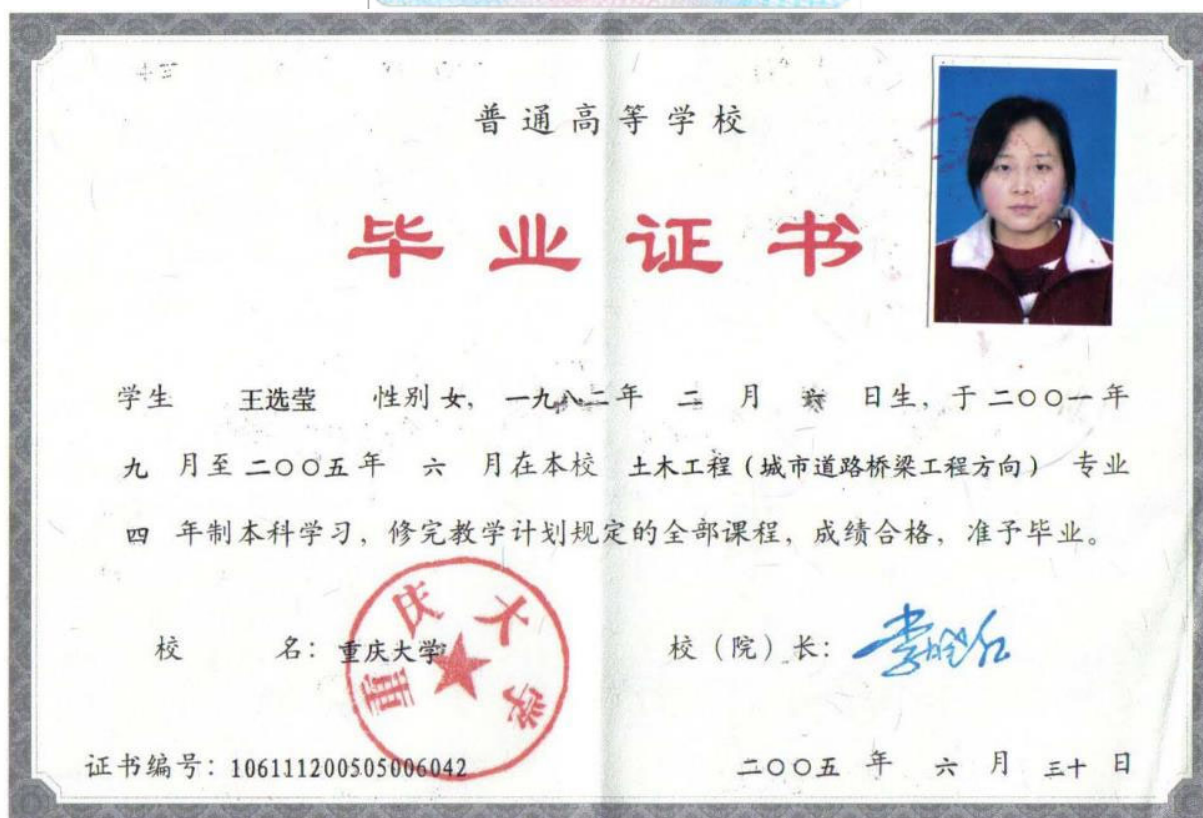 普通高等学校
毕业证书
学生 王选莹 性别 女, 一九八二年 二 月 六 日生, 于 二〇〇一 年
九 月至 二〇〇五 年 六 月在本校 土木工程(城市道路桥梁工程方向) 专业
四 年制本科学习, 修完教学计划规定的全部课程, 成绩合格, 准予毕业。
重庆大学
校 名: 重庆大学 校(院)长:
证书编号: 106111200505006042 二〇〇五 年 六 月 三十 日